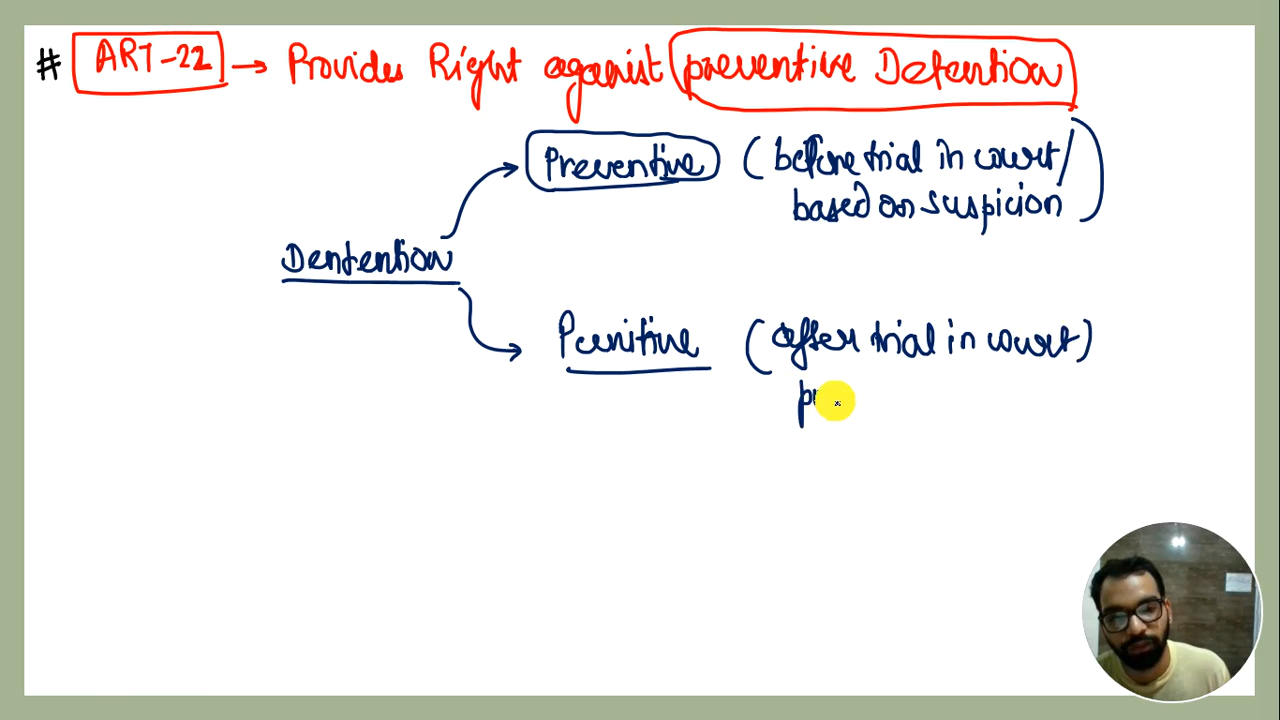 # ART-22 → Provides Right against preventive Detention
Preventive (before trial in court/
based on suspicion)
Dentention
Punitive (after trial in court)